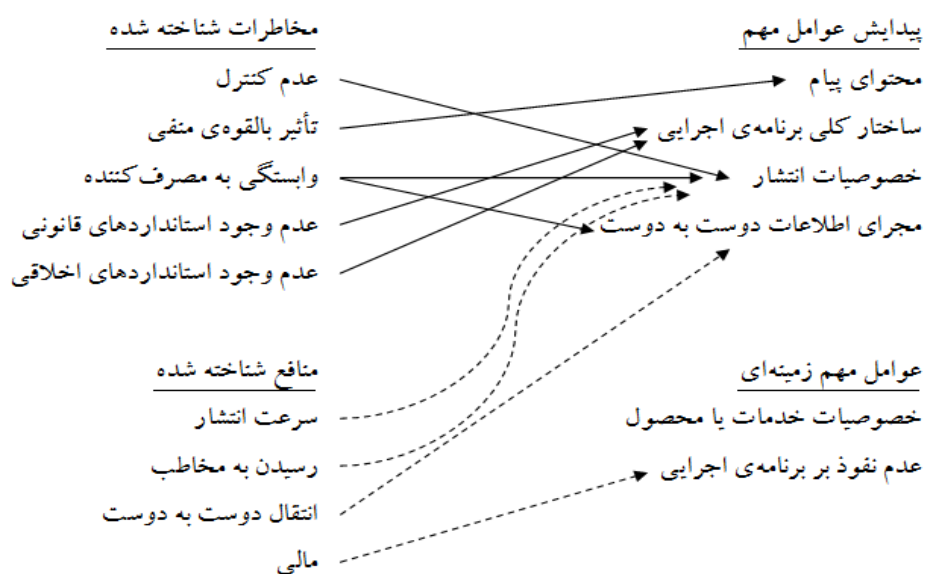 پیدایش عوامل مهم
محتوای پیام
ساختار کلی برنامه‌ی اجرایی
خصوصیات انتشار
مجرای اطلاعات دوست به دوست
عوامل مهم زمینه‌ای
خصوصیات خدمات یا محصول
عدم نفوذ بر برنامه‌ی اجرایی
مخاطرات شناخته شده
عدم کنترل
تأثیر بالقوه‌ی منفی
وابستگی به مصرف‌کننده
عدم وجود استانداردهای قانونی
عدم وجود استانداردهای اخلاقی
منافع شناخته شده
سرعت انتشار
رسیدن به مخاطب
انتقال دوست به دوست
مالی